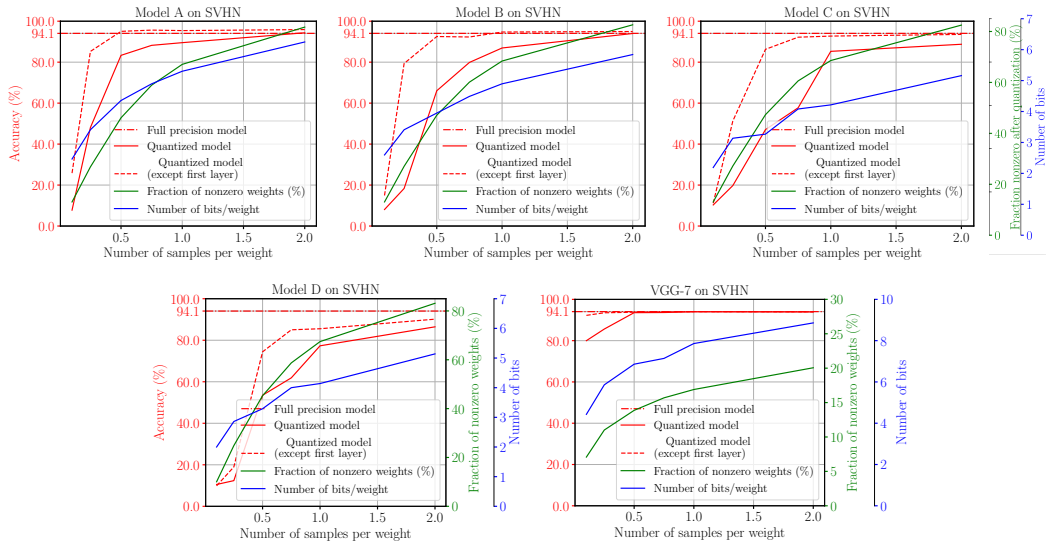 Model A on SVHN
Model B on SVHN
Model C on SVHN
100.0
94.1
80.0
60.0
40.0
20.0
0.0
Accuracy (%)
Full precision model
Quantized model
Quantized model
(except first layer)
Fraction of nonzero weights (%)
Number of bits/weight
0.5
1.0
1.5
2.0
Number of samples per weight
100.0
94.1
80.0
60.0
40.0
20.0
0.0
Full precision model
Quantized model
Quantized model
(except first layer)
Fraction of nonzero weights (%)
Number of bits/weight
0.5
1.0
1.5
2.0
Number of samples per weight
100.0
94.1
80.0
60.0
40.0
20.0
0.0
Full precision model
Quantized model
Quantized model
(except first layer)
Fraction of nonzero weights (%)
Number of bits/weight
0.5
1.0
1.5
2.0
Number of samples per weight
80
60
40
20
0
Fraction nonzero after quantization (%)
7
6
5
4
3
2
1
0
Number of bits
Model D on SVHN
100.0
94.1
80.0
60.0
40.0
20.0
0.0
Accuracy (%)
Full precision model
Quantized model
Quantized model
(except first layer)
Fraction of nonzero weights (%)
Number of bits/weight
0.5
1.0
1.5
2.0
Number of samples per weight
80
60
40
20
0
Fraction of nonzero weights (%)
7
6
5
4
3
2
1
0
Number of bits
VGG-7 on SVHN
100.0
94.1
80.0
60.0
40.0
20.0
0.0
Full precision model
Quantized model
Quantized model
(except first layer)
Fraction of nonzero weights (%)
Number of bits/weight
0.5
1.0
1.5
2.0
Number of samples per weight
30
25
20
15
10
5
0
Fraction of nonzero weights (%)
10
8
6
4
2
0
Number of bits